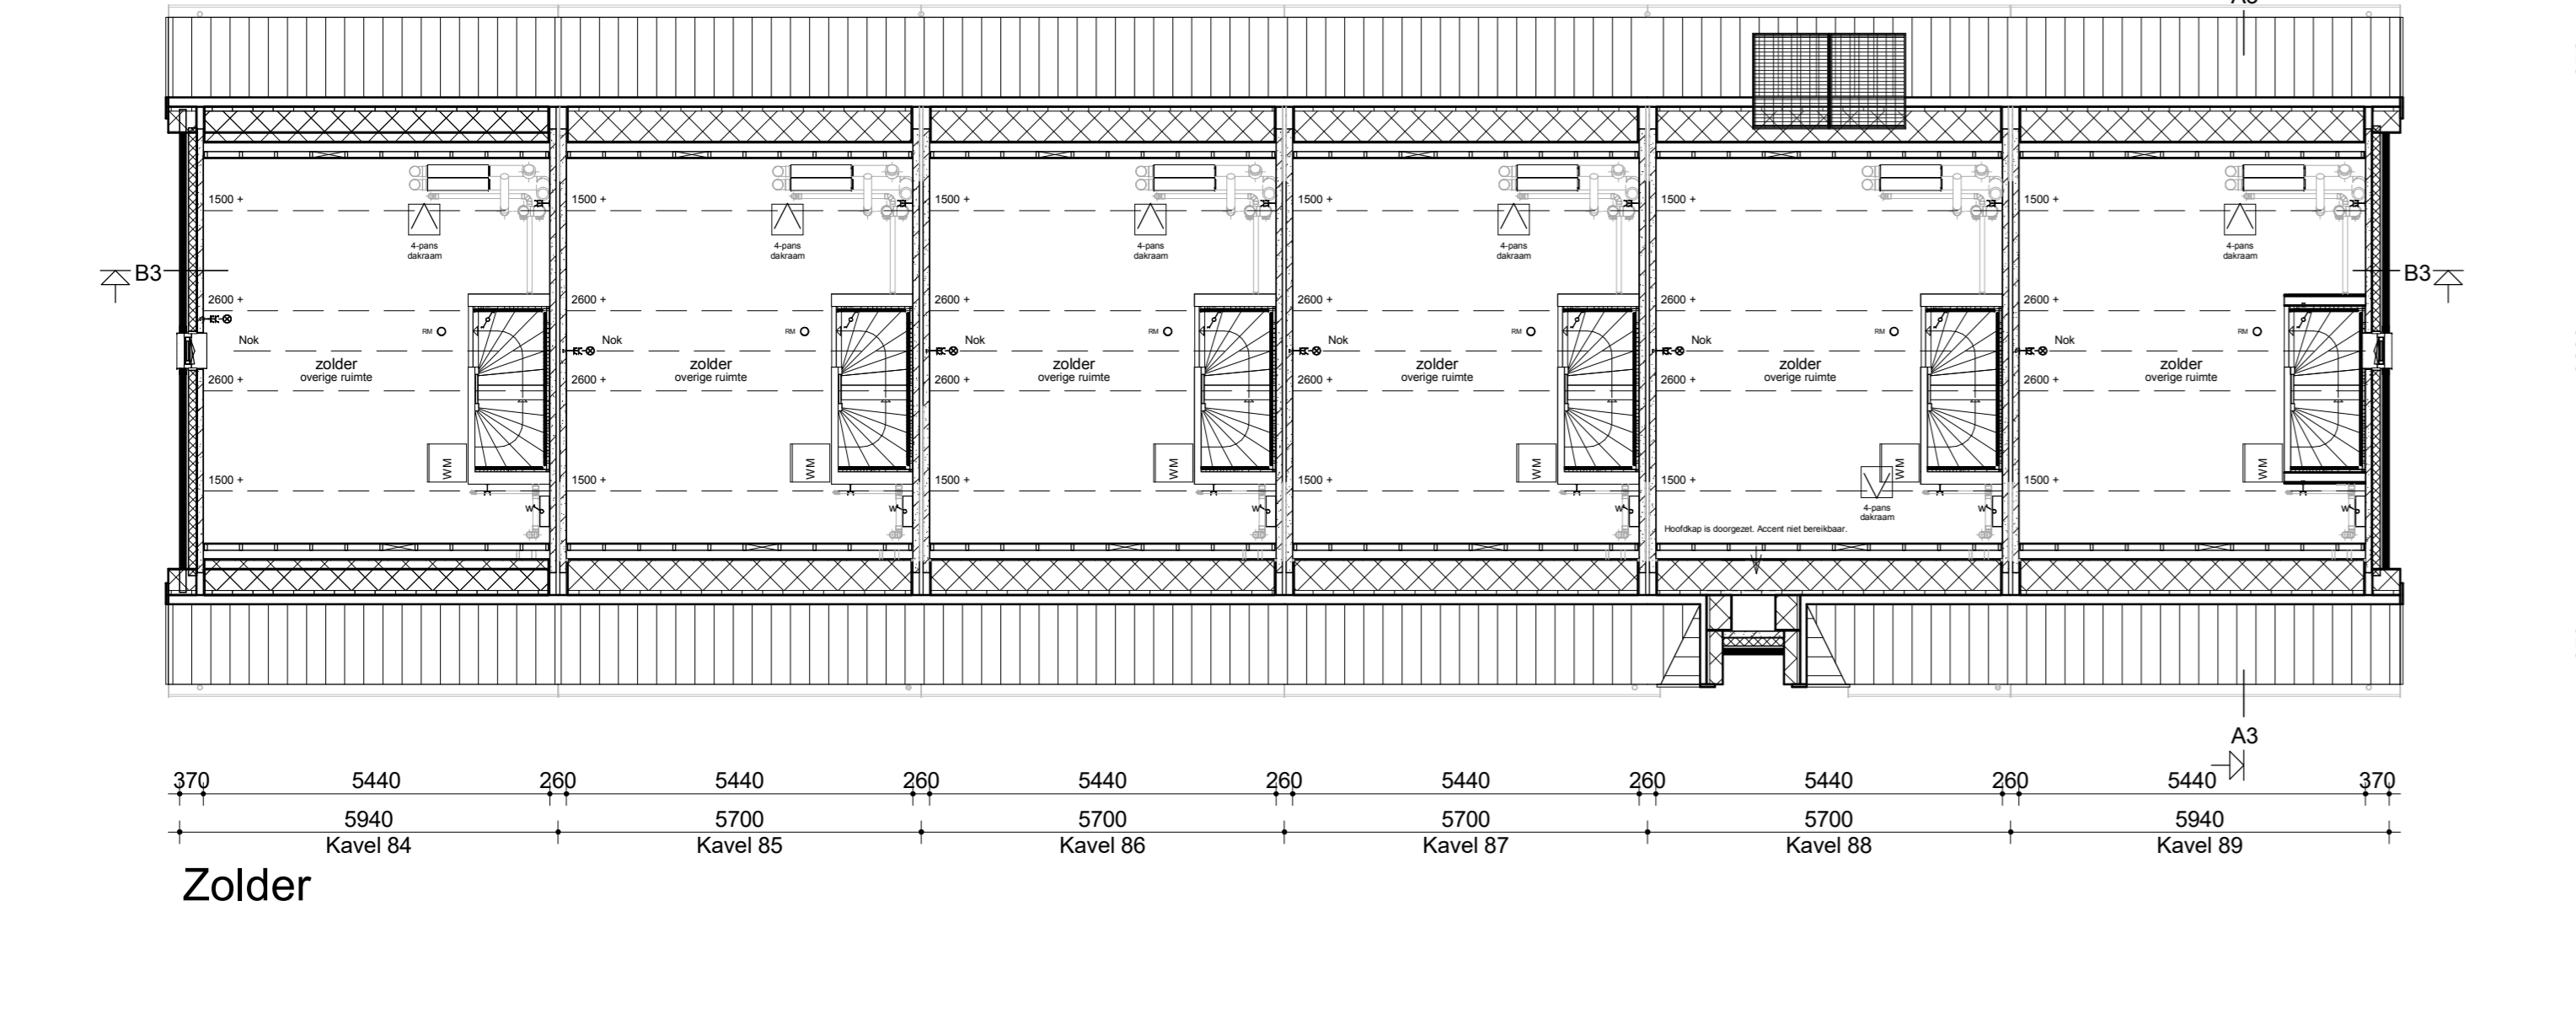 A3
1500 +
1500 +
1500 +
1500 +
1500 +
1500 +
4-pans
dakraam
4-pans
dakraam
4-pans
dakraam
4-pans
dakraam
4-pans
dakraam
B3
B3
2600 +
2600 +
2600 +
2600 +
2600 +
2600 +
RM
RM
RM
RM
RM
RM
Nok
Nok
Nok
Nok
Nok
Nok
zolder
overige ruimte
zolder
overige ruimte
zolder
overige ruimte
zolder
overige ruimte
zolder
overige ruimte
zolder
overige ruimte
2600 +
2600 +
2600 +
2600 +
2600 +
2600 +
WM
WM
WM
WM
WM
WM
1500 +
1500 +
1500 +
1500 +
1500 +
1500 +
W
W
W
W
W
W
4-pans
dakraam
Hoofdkap is doorgezet. Accent niet bereikbaar.
A3
370 5440 260 5440 260 5440 260 5440 260 5440 260 5440 370
5940 5700 5700 5700 5700 5940
Kavel 84 Kavel 85 Kavel 86 Kavel 87 Kavel 88 Kavel 89
Zolder